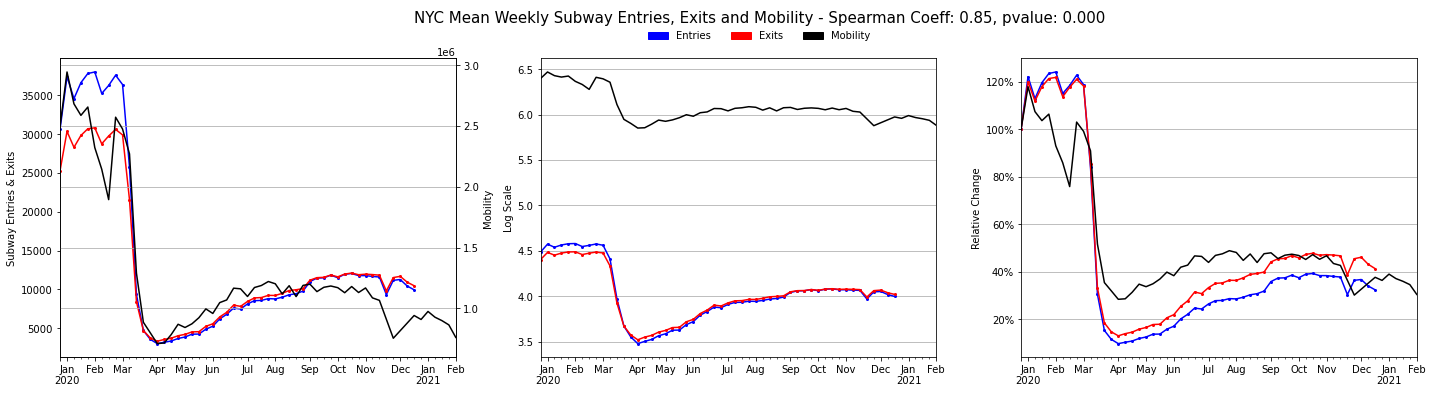 NYC Mean Weekly Subway Entries, Exits and Mobility - Spearman Coeff: 0.85, pvalue: 0.000
Entries Exits Mobility
1e6
Subway Entries & Exits
35000
30000
25000
20000
15000
10000
5000
3.0
2.5
2.0
1.5
1.0
Mobility
Jan Feb Mar Apr May Jun Jul Aug Sep Oct Nov Dec Jan Feb
2020 2021
Log Scale
6.5
6.0
5.5
5.0
4.5
4.0
3.5
Jan Feb Mar Apr May Jun Jul Aug Sep Oct Nov Dec Jan Feb
2020 2021
Relative Change
120%
100%
80%
60%
40%
20%
Jan Feb Mar Apr May Jun Jul Aug Sep Oct Nov Dec Jan Feb
2020 2021